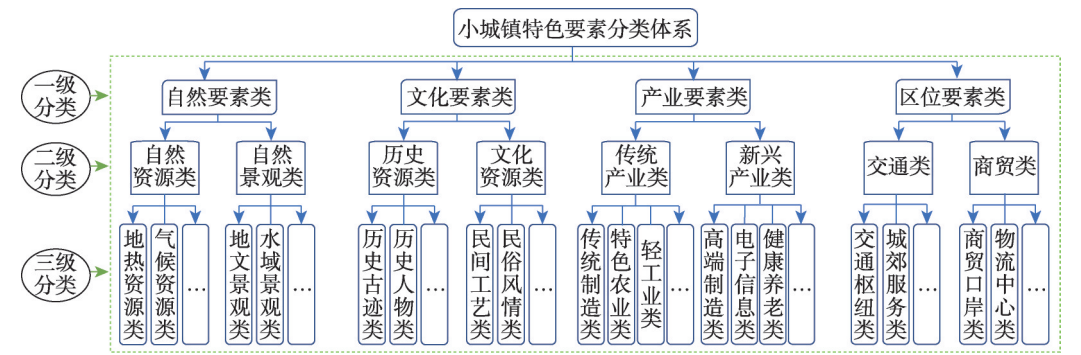 小城镇特色要素分类体系
一级
分类
自然要素类
文化要素类
产业要素类
区位要素类
二级
分类
自然
资源类
自然
景观类
历史
资源类
文化
资源类
传统
产业类
新兴
产业类
交通类
商贸类
三级
分类
地热资源类
气候资源类
…
地文景观类
水域景观类
…
历史古迹类
历史人物类
…
民间工艺类
民俗风情类
…
传统制造类
特色农业类
轻工业类
…
高端制造类
电子信息类
健康养老类
…
交通枢纽类
城郊服务类
…
商贸口岸类
物流中心类
…